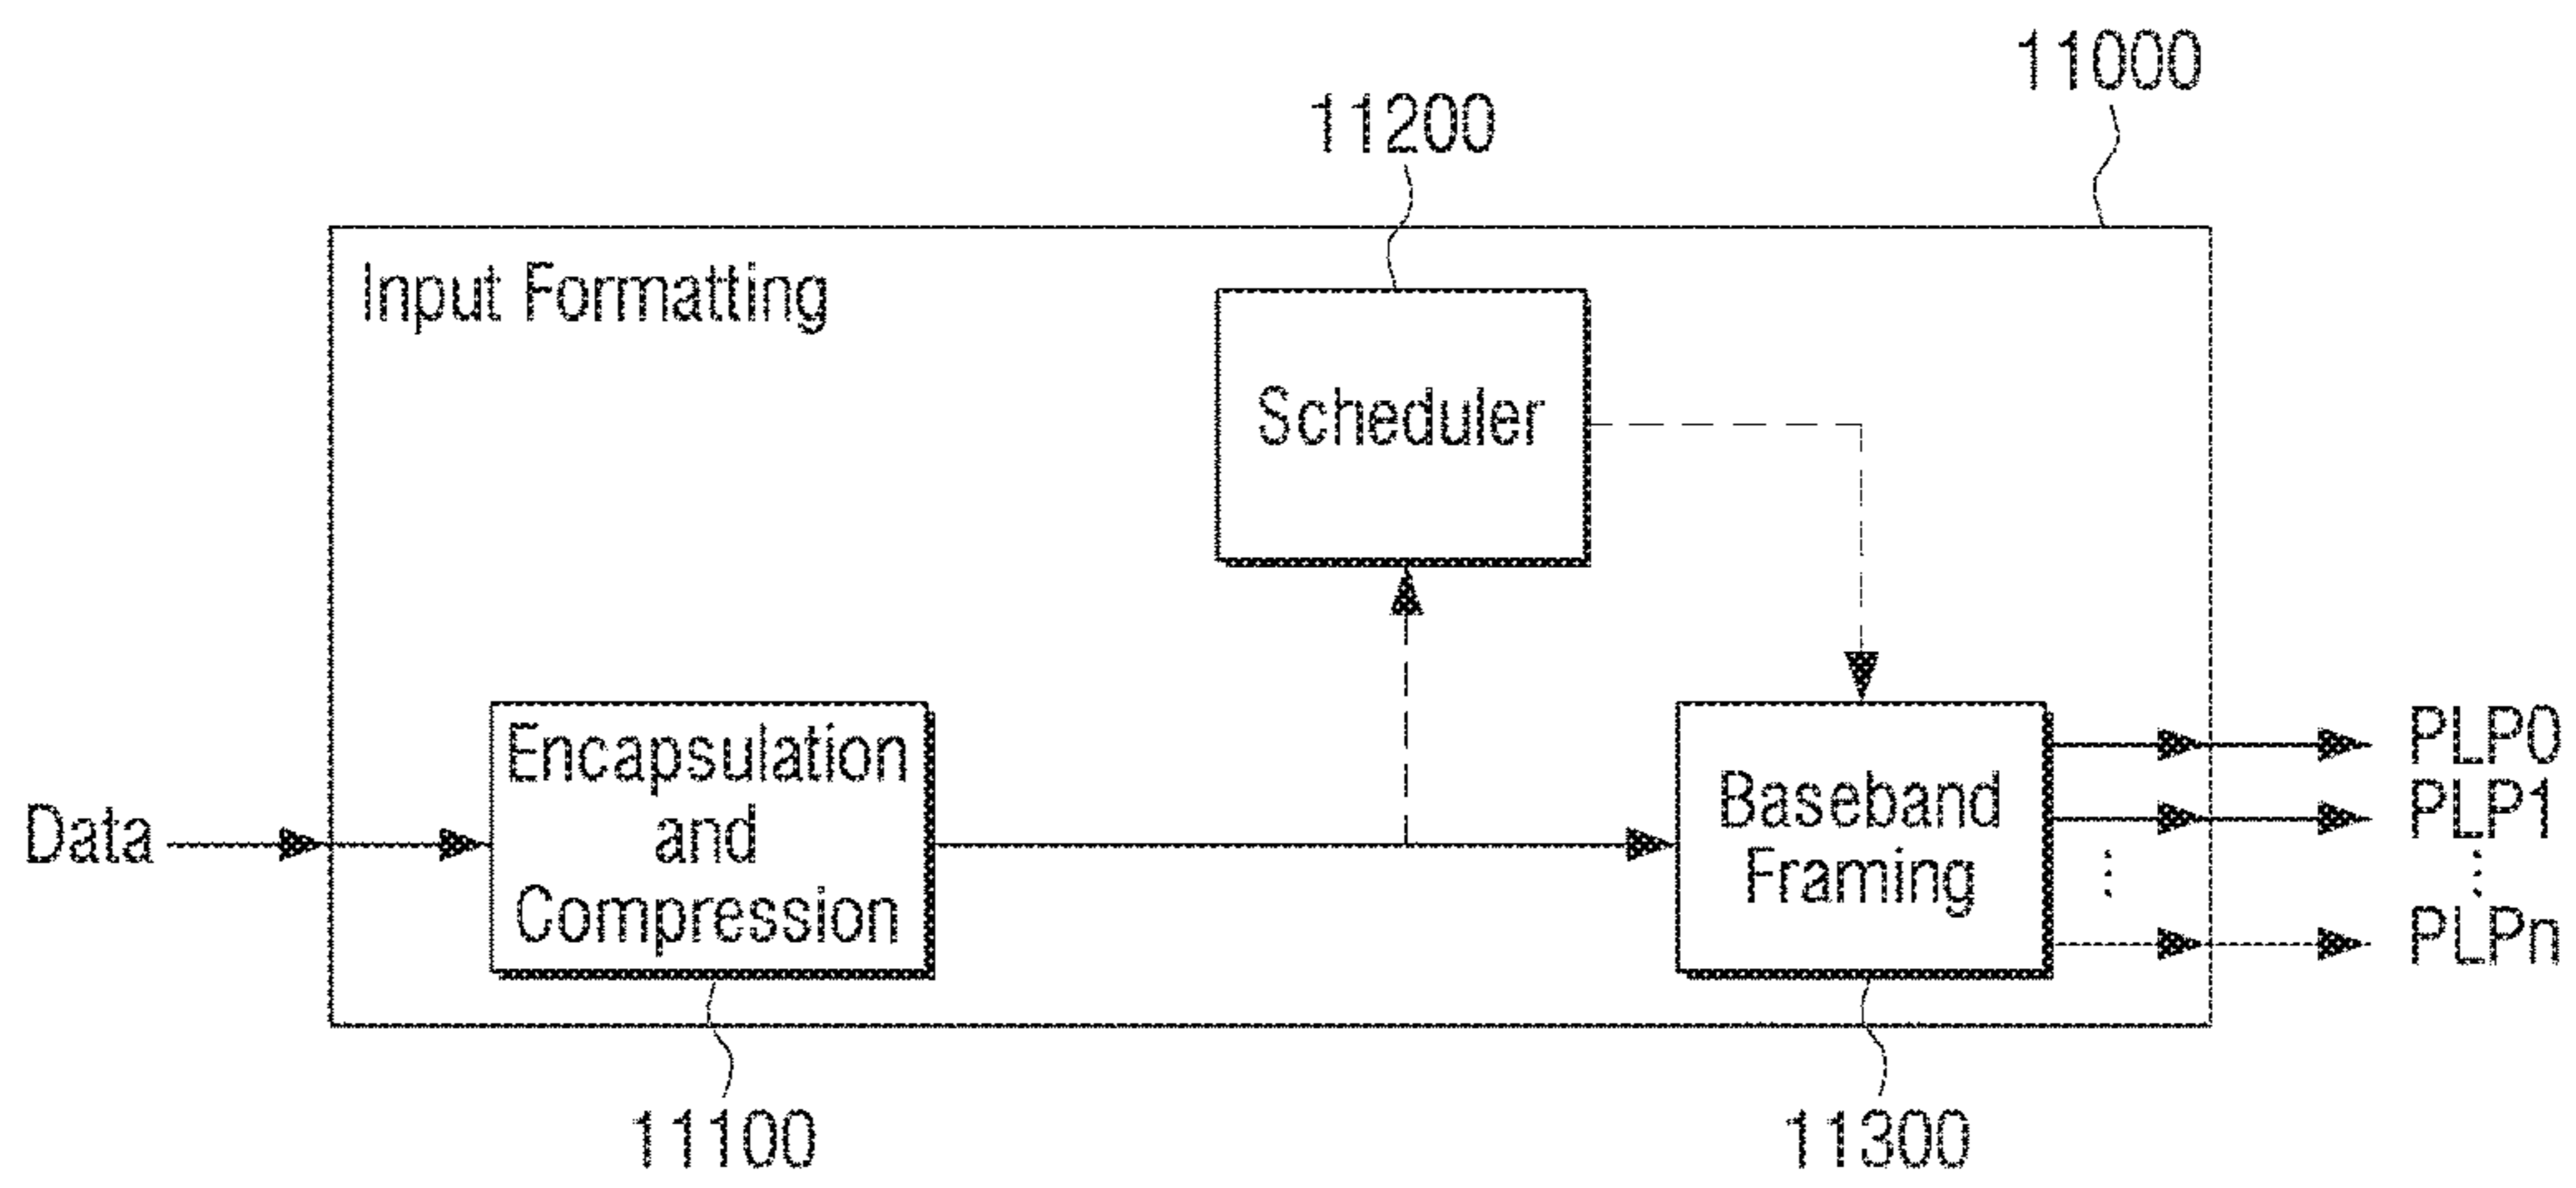 11000
11200
Input Formatting
Scheduler
Encapsulation
and
Compression
Data
Baseband
Framing
PLP0
PLP1
PLPn
11100
11300